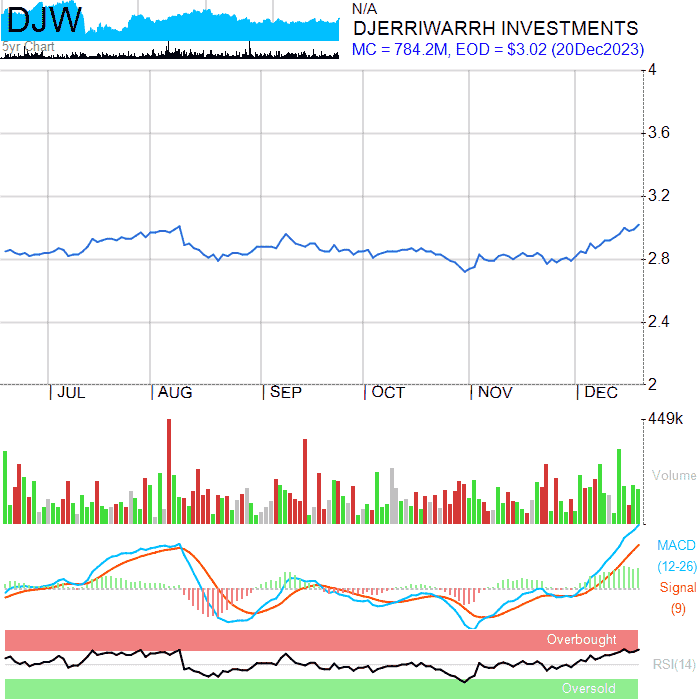 DJW
5yr Chart
N/A
DJERRIWARRH INVESTMENTS
MC = 784.2M, EOD = $3.02 (20Dec2023)
4
3.6
3.2
2.8
2.4
2
JUL AUG SEP OCT NOV DEC
449k
Volume
MACD
(12-26)
Signal
(9)
Overbought
RSI(14)
Oversold